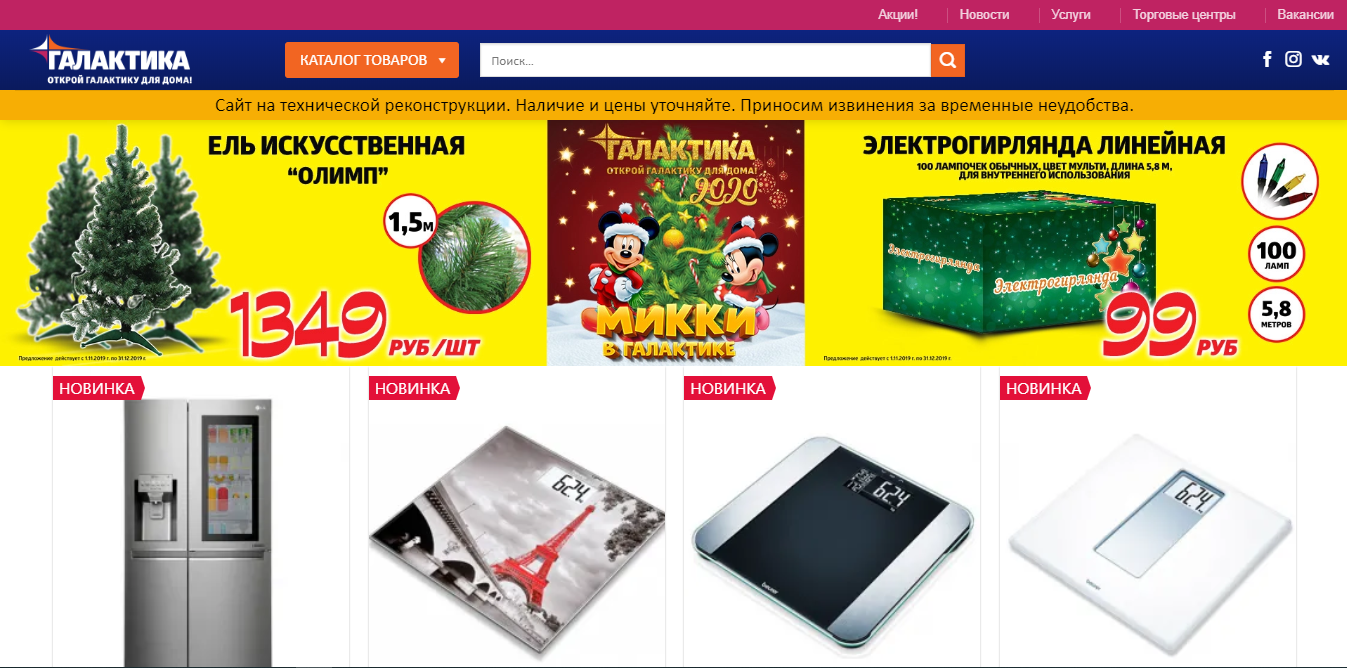 Акции!
Новости
Услуги
Торговые центры
Вакансии
ГАЛАКТИКА
ОТКРОЙ ГАЛАКТИКУ ДЛЯ ДОМА!
КАТАЛОГ ТОВАРОВ
Поиск...
Сайт на технической реконструкции. Наличие и цены уточняйте. Приносим извинения за временные неудобства.
ЕЛЬ ИСКУССТВЕННАЯ
“ОЛИМП”
1,5м
1349 РУБ /ШТ
Предложение действует с 1.11.2019 г. по 31.12.2019 г.
ГАЛАКТИКА
ОТКРОЙ ГАЛАКТИКУ ДЛЯ ДОМА!
2020
МИККИ
В ГАЛАКТИКЕ
ЭЛЕКТРОГИРЛЯНДА ЛИНЕЙНАЯ
100 ЛАМПОЧЕК ОБЫЧНЫХ, ЦВЕТ МУЛЬТИ, ДЛИНА 5,8 М,
ДЛЯ ВНУТРЕННЕГО ИСПОЛЬЗОВАНИЯ
Электрогирлянда
Электрогирлянда
100
ЛАМП
5,8
МЕТРОВ
99 РУБ
Предложение действует с 1.11.2019 г. по 31.12.2019 г.
НОВИНКА
НОВИНКА
НОВИНКА
НОВИНКА
LG
62.4
62.4
62.4
beurer
beurer